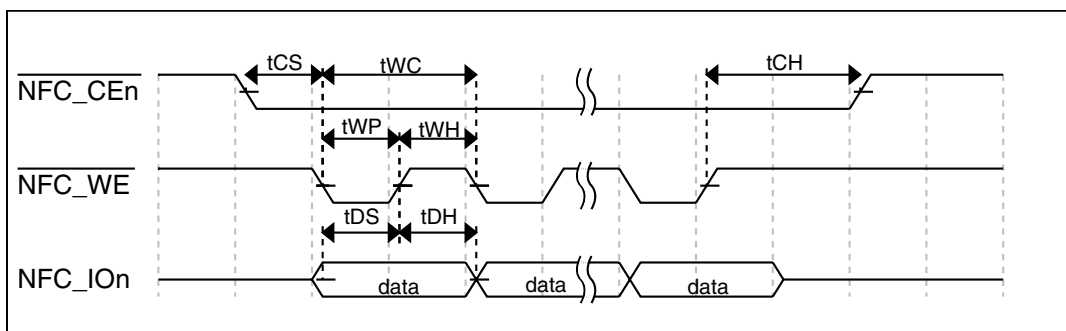 tCS tWC tCH
NFC_CEn
tWP tWH
NFC_WE
tDS tDH
NFC_IOn data data data